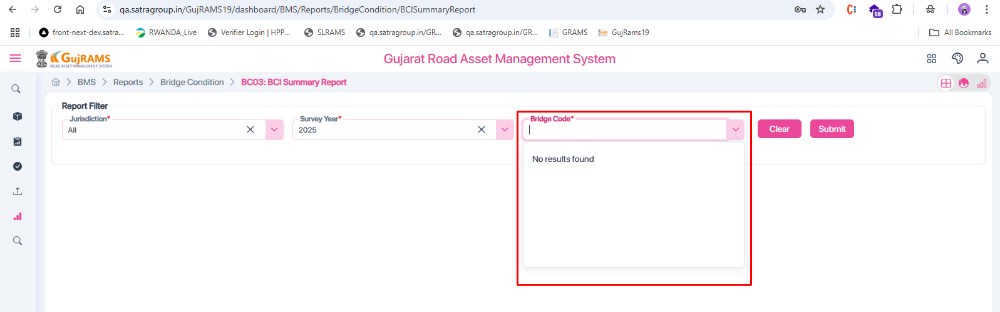 qa.satragroup.in/GujRAMS19/dashboard/BMS/Reports/BridgeCondition/BCISummaryReport
18
front-next-dev.satra...
RWANDA_Live
Verifier Login | HPP...
SLRAMS
qa.satragroup.in/GR...
qa.satragroup.in/GR...
GRAMS
GujRams19
All Bookmarks
GujRAMS
ROAD ASSET MANAGEMENT SYSTEM
Gujarat Road Asset Management System
BMS > Reports > Bridge Condition > BC03: BCI Summary Report
Report Filter
Jurisdiction*
All
Survey Year*
2025
Bridge Code*
Clear
Submit
No results found